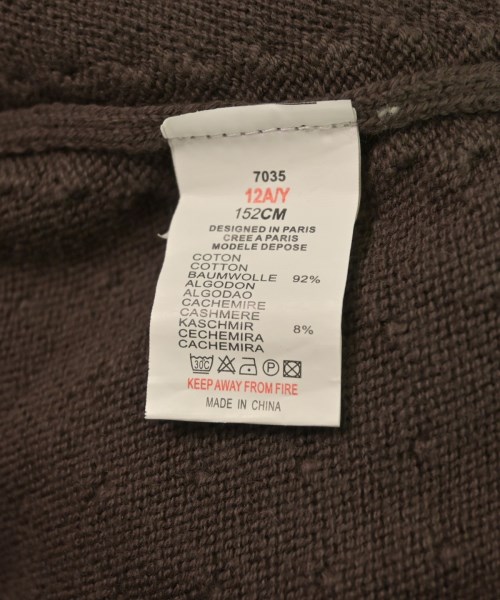 7035
12A/Y
152CM
DESIGNED IN PARIS
CREE A PARIS
MODELE DEPOSE
COTON
COTTON
BAUMWOLLE 92%
ALGODON
ALGODAO
CACHEMIRE
CASHMERE
KASCHMIR 8%
CECHEMIRA
CACHEMIRA
30C P
KEEP AWAY FROM FIRE
MADE IN CHINA